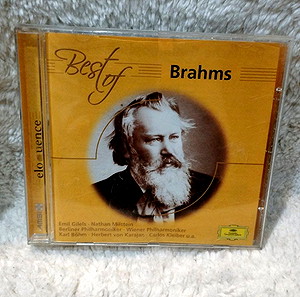 Best of
Brahms
eloquence
Emil Gilels · Nathan Milstein
Berliner Philharmoniker · Wiener Philharmoniker
Karl Böhm · Herbert von Karajan · Carlos Kleiber u.a.